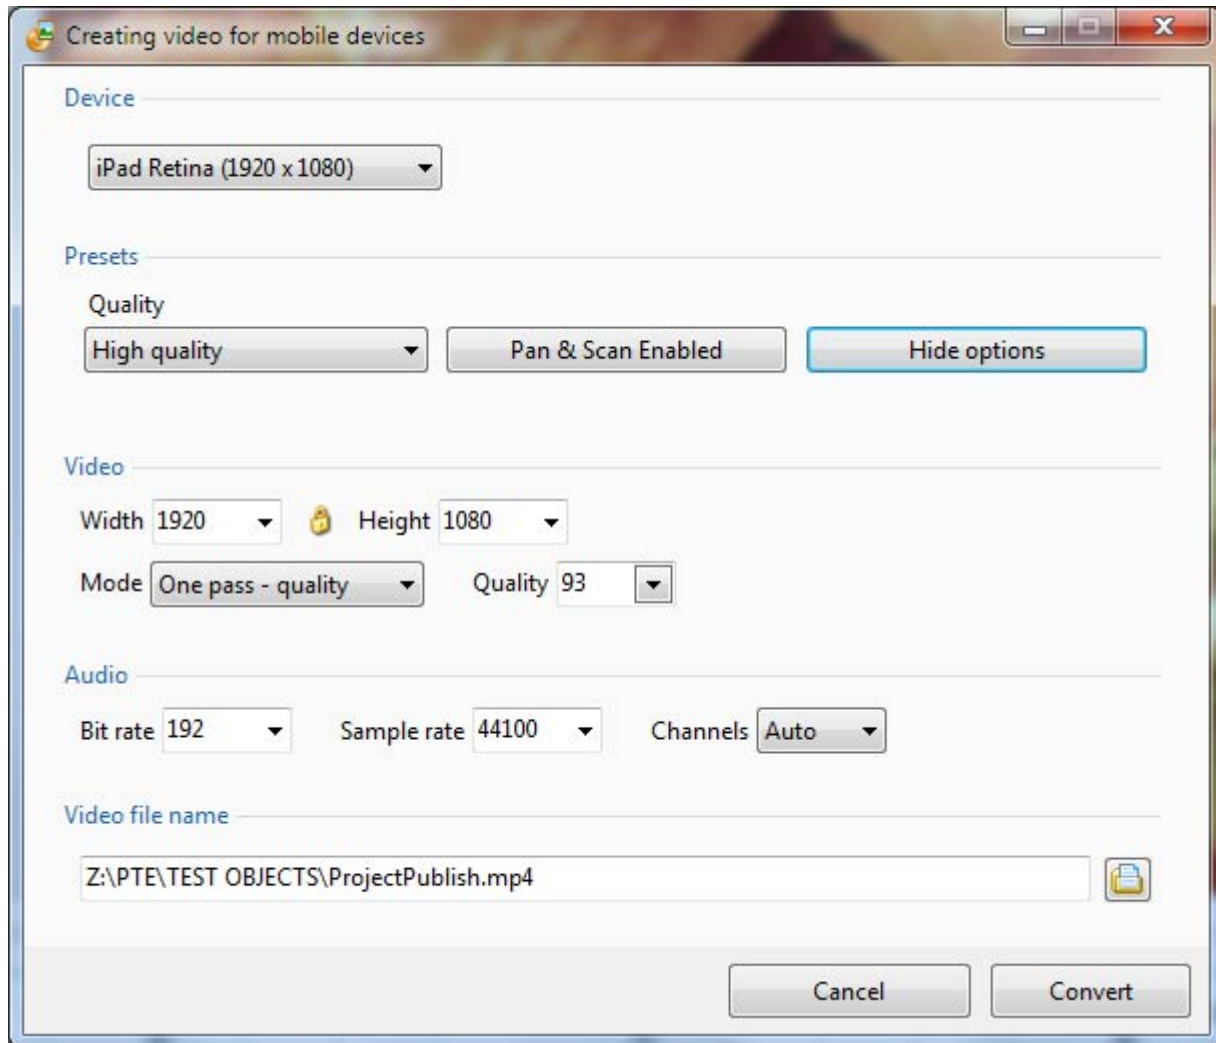 Creating video for mobile devices
Device
iPad Retina (1920 x 1080)
Presets
Quality
High quality Pan & Scan Enabled Hide options
Video
Width 1920 Height 1080
Mode One pass - quality Quality 93
Audio
Bit rate 192 Sample rate 44100 Channels Auto
Video file name
Z:\PTE\TEST OBJECTS\ProjectPublish.mp4
Cancel Convert